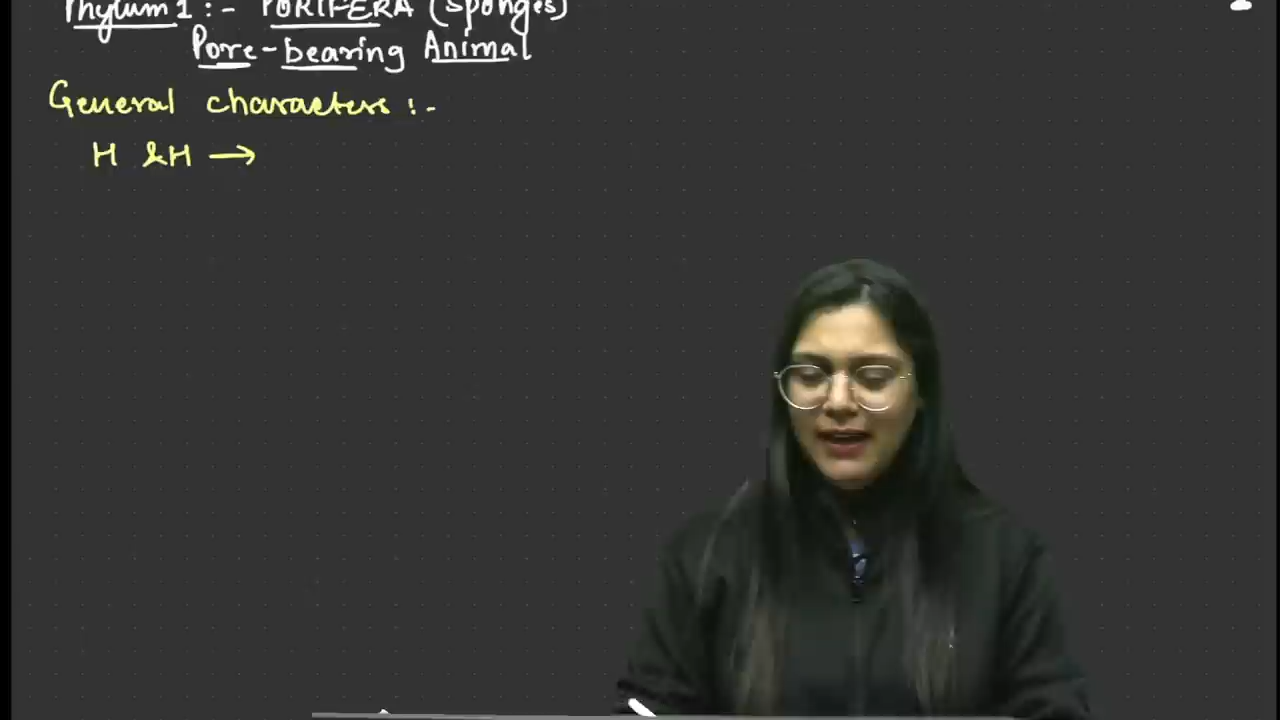 Phylum 1 :- PORIFERA (Sponges)
Pore-bearing Animal
General characters :-
H & H →